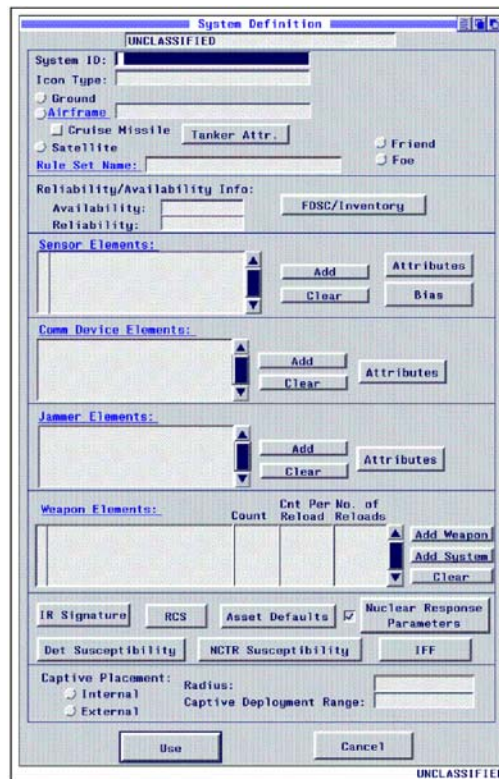 System Definition
UNCLASSIFIED
System ID:
Icon Type:
Ground
Airframe
Cruise Missile
Tanker Attr.
Satellite
Friend
Foe
Rule Set Name:
Reliability/Availability Info:
Availability:
Reliability:
FDSC/Inventory
Sensor Elements:
Add
Clear
Attributes
Bias
Comm Device Elements:
Add
Clear
Attributes
Jammer Elements:
Add
Clear
Attributes
Weapon Elements:
Count
Cnt Per Reload
No. of Reloads
Add Weapon
Add System
Clear
IR Signature
RCS
Asset Defaults
Nuclear Response
Parameters
Det Susceptibility
NCTR Susceptibility
IFF
Captive Placement:
Internal
External
Radius:
Captive Deployment Range:
Use
Cancel
UNCLASSIFIED